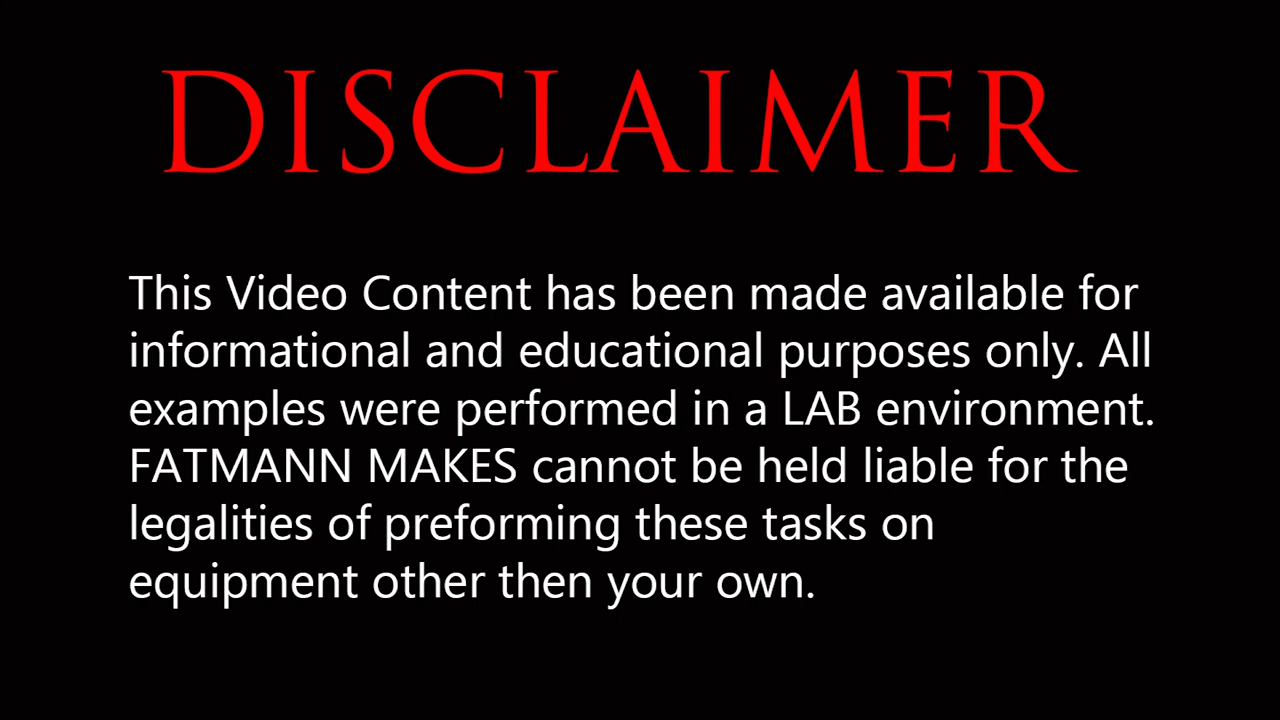 DISCLAIMER
This Video Content has been made available for
informational and educational purposes only. All
examples were performed in a LAB environment.
FATMANN MAKES cannot be held liable for the
legalities of preforming these tasks on
equipment other then your own.